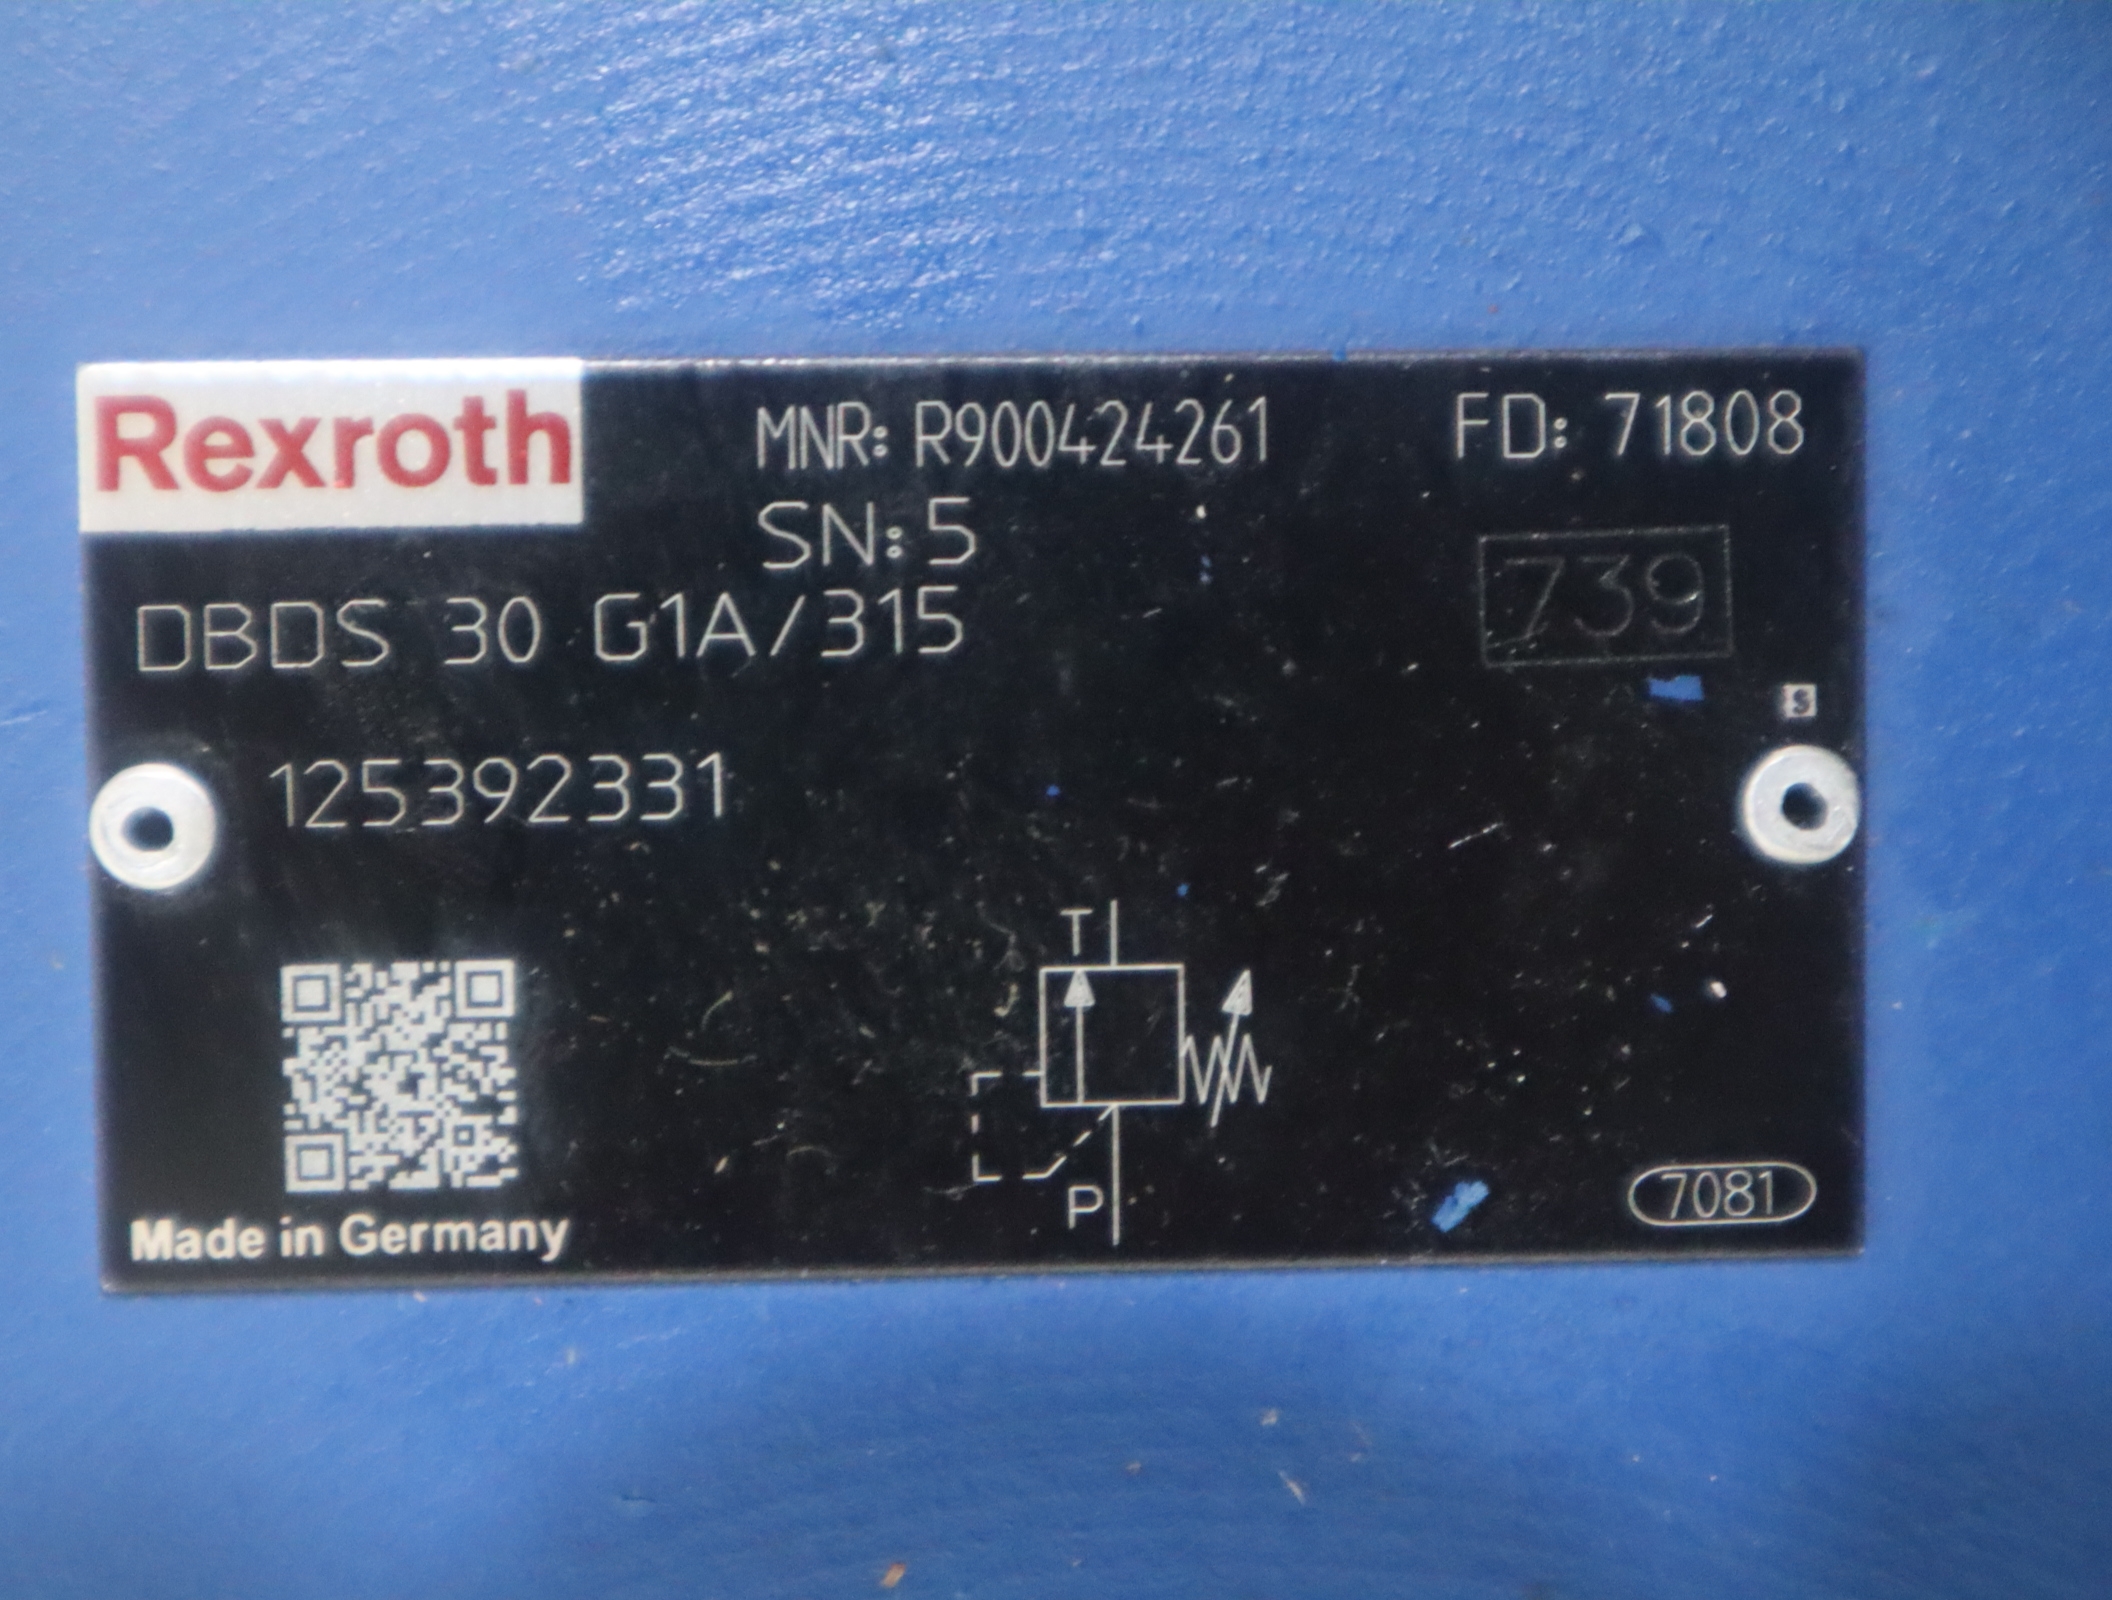 Rexroth
MNR: R900424261
FD: 71808
SN: 5
739
DBDS 30 G1A/315
S
125392331
T
P
7081
Made in Germany